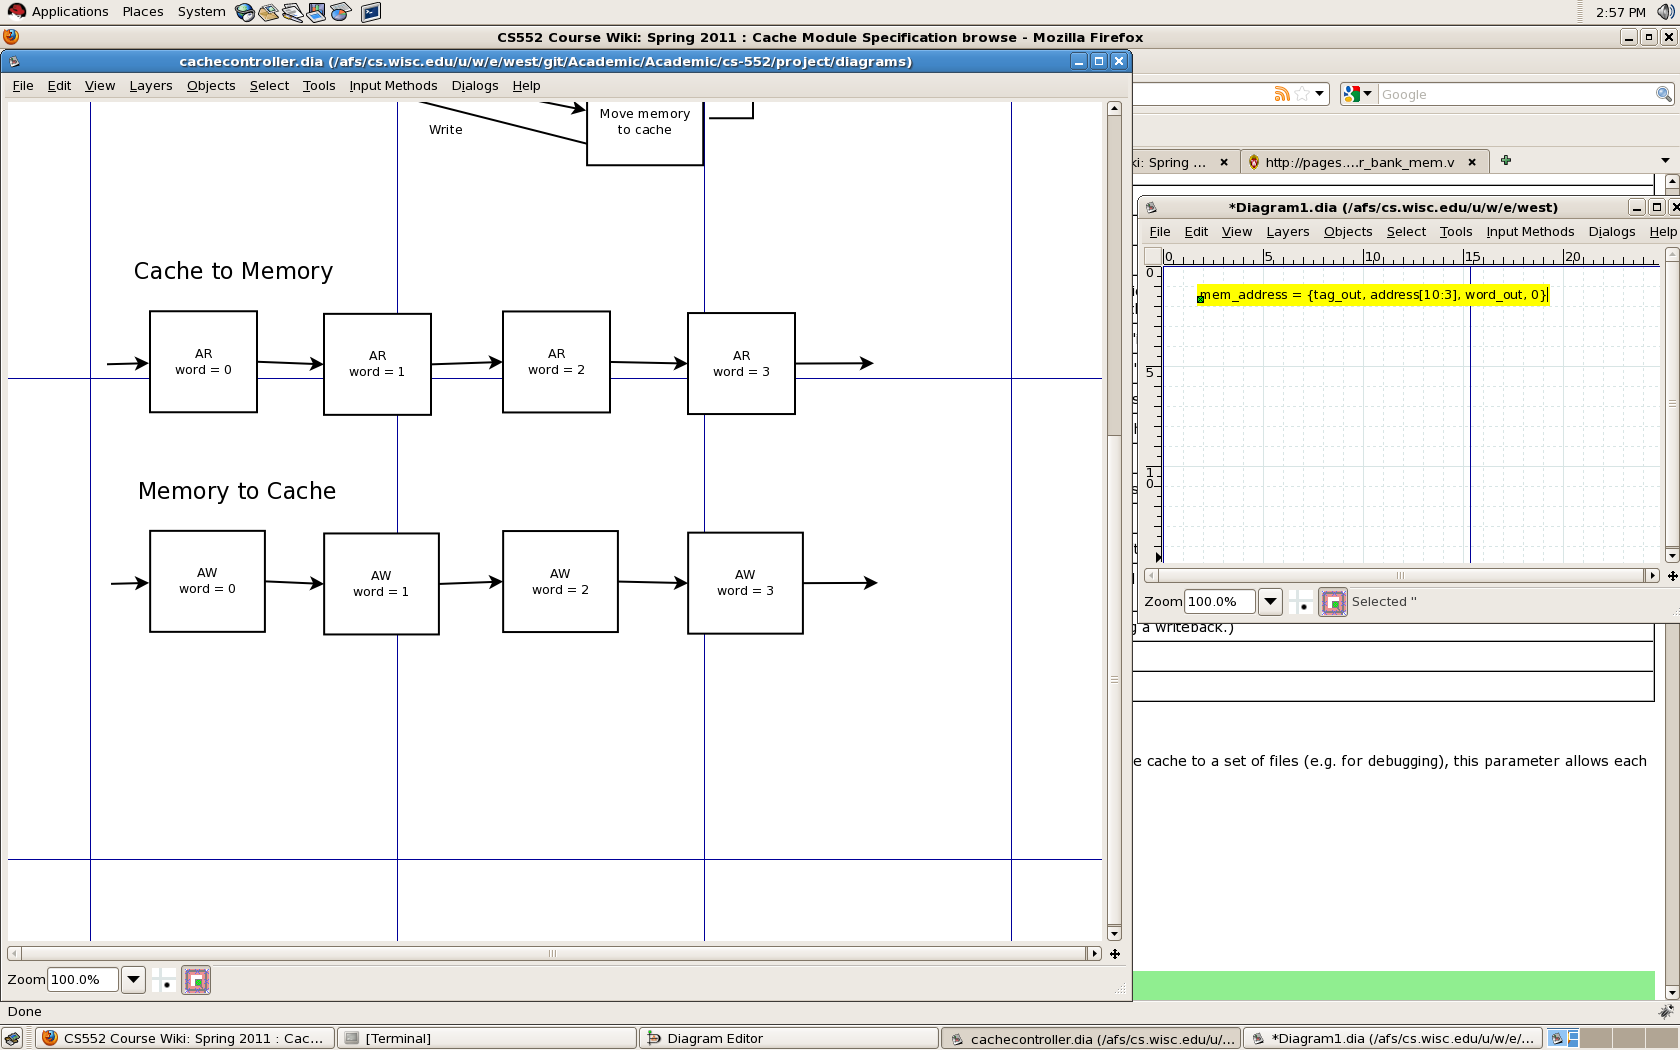 Applications Places System 2:57 PM
CS552 Course Wiki: Spring 2011 : Cache Module Specification browse - Mozilla Firefox
cachecontroller.dia (/afs/cs.wisc.edu/u/w/e/west/git/Academic/Academic/cs-552/project/diagrams)
File Edit View Layers Objects Select Tools Input Methods Dialogs Help
Google
ki: Spring ... http://pages....r_bank_mem.v
Move memory
to cache
Write
Cache to Memory
AR
word = 0
AR
word = 1
AR
word = 2
AR
word = 3
Memory to Cache
AW
word = 0
AW
word = 1
AW
word = 2
AW
word = 3
Zoom 100.0%
*Diagram1.dia (/afs/cs.wisc.edu/u/w/e/west)
File Edit View Layers Objects Select Tools Input Methods Dialogs Help
0 5 10 15 20
0
5
10
mem_address = {tag_out, address[10:3], word_out, 0}
Zoom 100.0% Selected ''
g a writeback.)
e cache to a set of files (e.g. for debugging), this parameter allows each
Done
CS552 Course Wiki: Spring 2011 : Cac... [Terminal] Diagram Editor cachecontroller.dia (/afs/cs.wisc.edu/u/... *Diagram1.dia (/afs/cs.wisc.edu/u/w/e/...